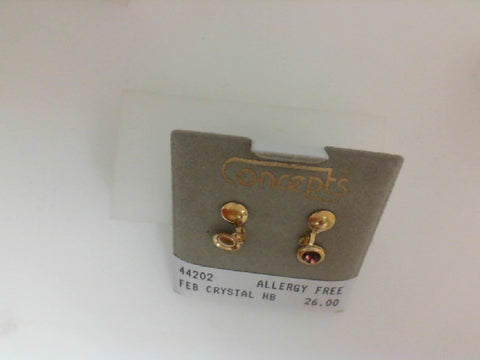 Concepts
44202 ALLERGY FREE
FEB CRYSTAL HB 26.00